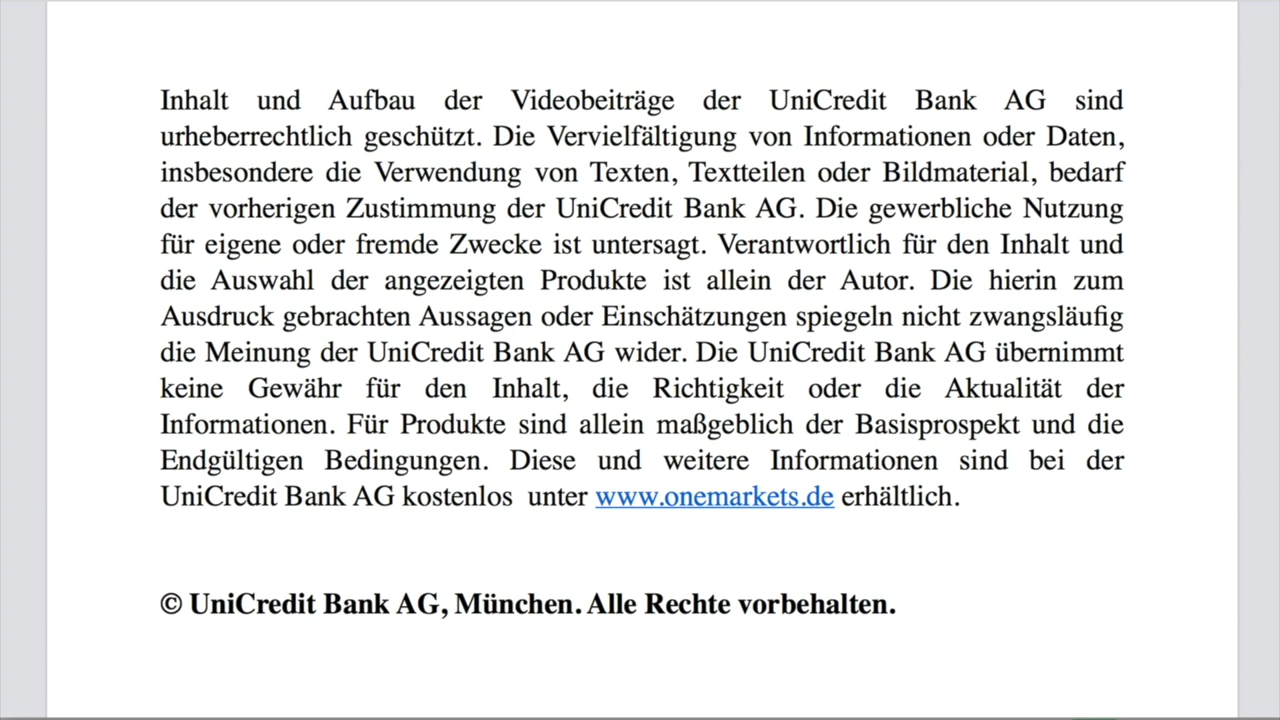 Inhalt und Aufbau der Videobeiträge der UniCredit Bank AG sind
urheberrechtlich geschützt. Die Vervielfältigung von Informationen oder Daten,
insbesondere die Verwendung von Texten, Textteilen oder Bildmaterial, bedarf
der vorherigen Zustimmung der UniCredit Bank AG. Die gewerbliche Nutzung
für eigene oder fremde Zwecke ist untersagt. Verantwortlich für den Inhalt und
die Auswahl der angezeigten Produkte ist allein der Autor. Die hierin zum
Ausdruck gebrachten Aussagen oder Einschätzungen spiegeln nicht zwangsläufig
die Meinung der UniCredit Bank AG wider. Die UniCredit Bank AG übernimmt
keine Gewähr für den Inhalt, die Richtigkeit oder die Aktualität der
Informationen. Für Produkte sind allein maßgeblich der Basisprospekt und die
Endgültigen Bedingungen. Diese und weitere Informationen sind bei der
UniCredit Bank AG kostenlos unter www.onemarkets.de erhältlich.
© UniCredit Bank AG, München. Alle Rechte vorbehalten.